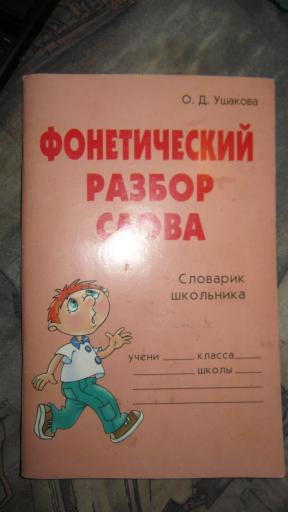 О. Д. Ушакова
ФОНЕТИЧЕСКИЙ
РАЗБОР
СЛОВА
Словарик
школьника
учени класса
школы